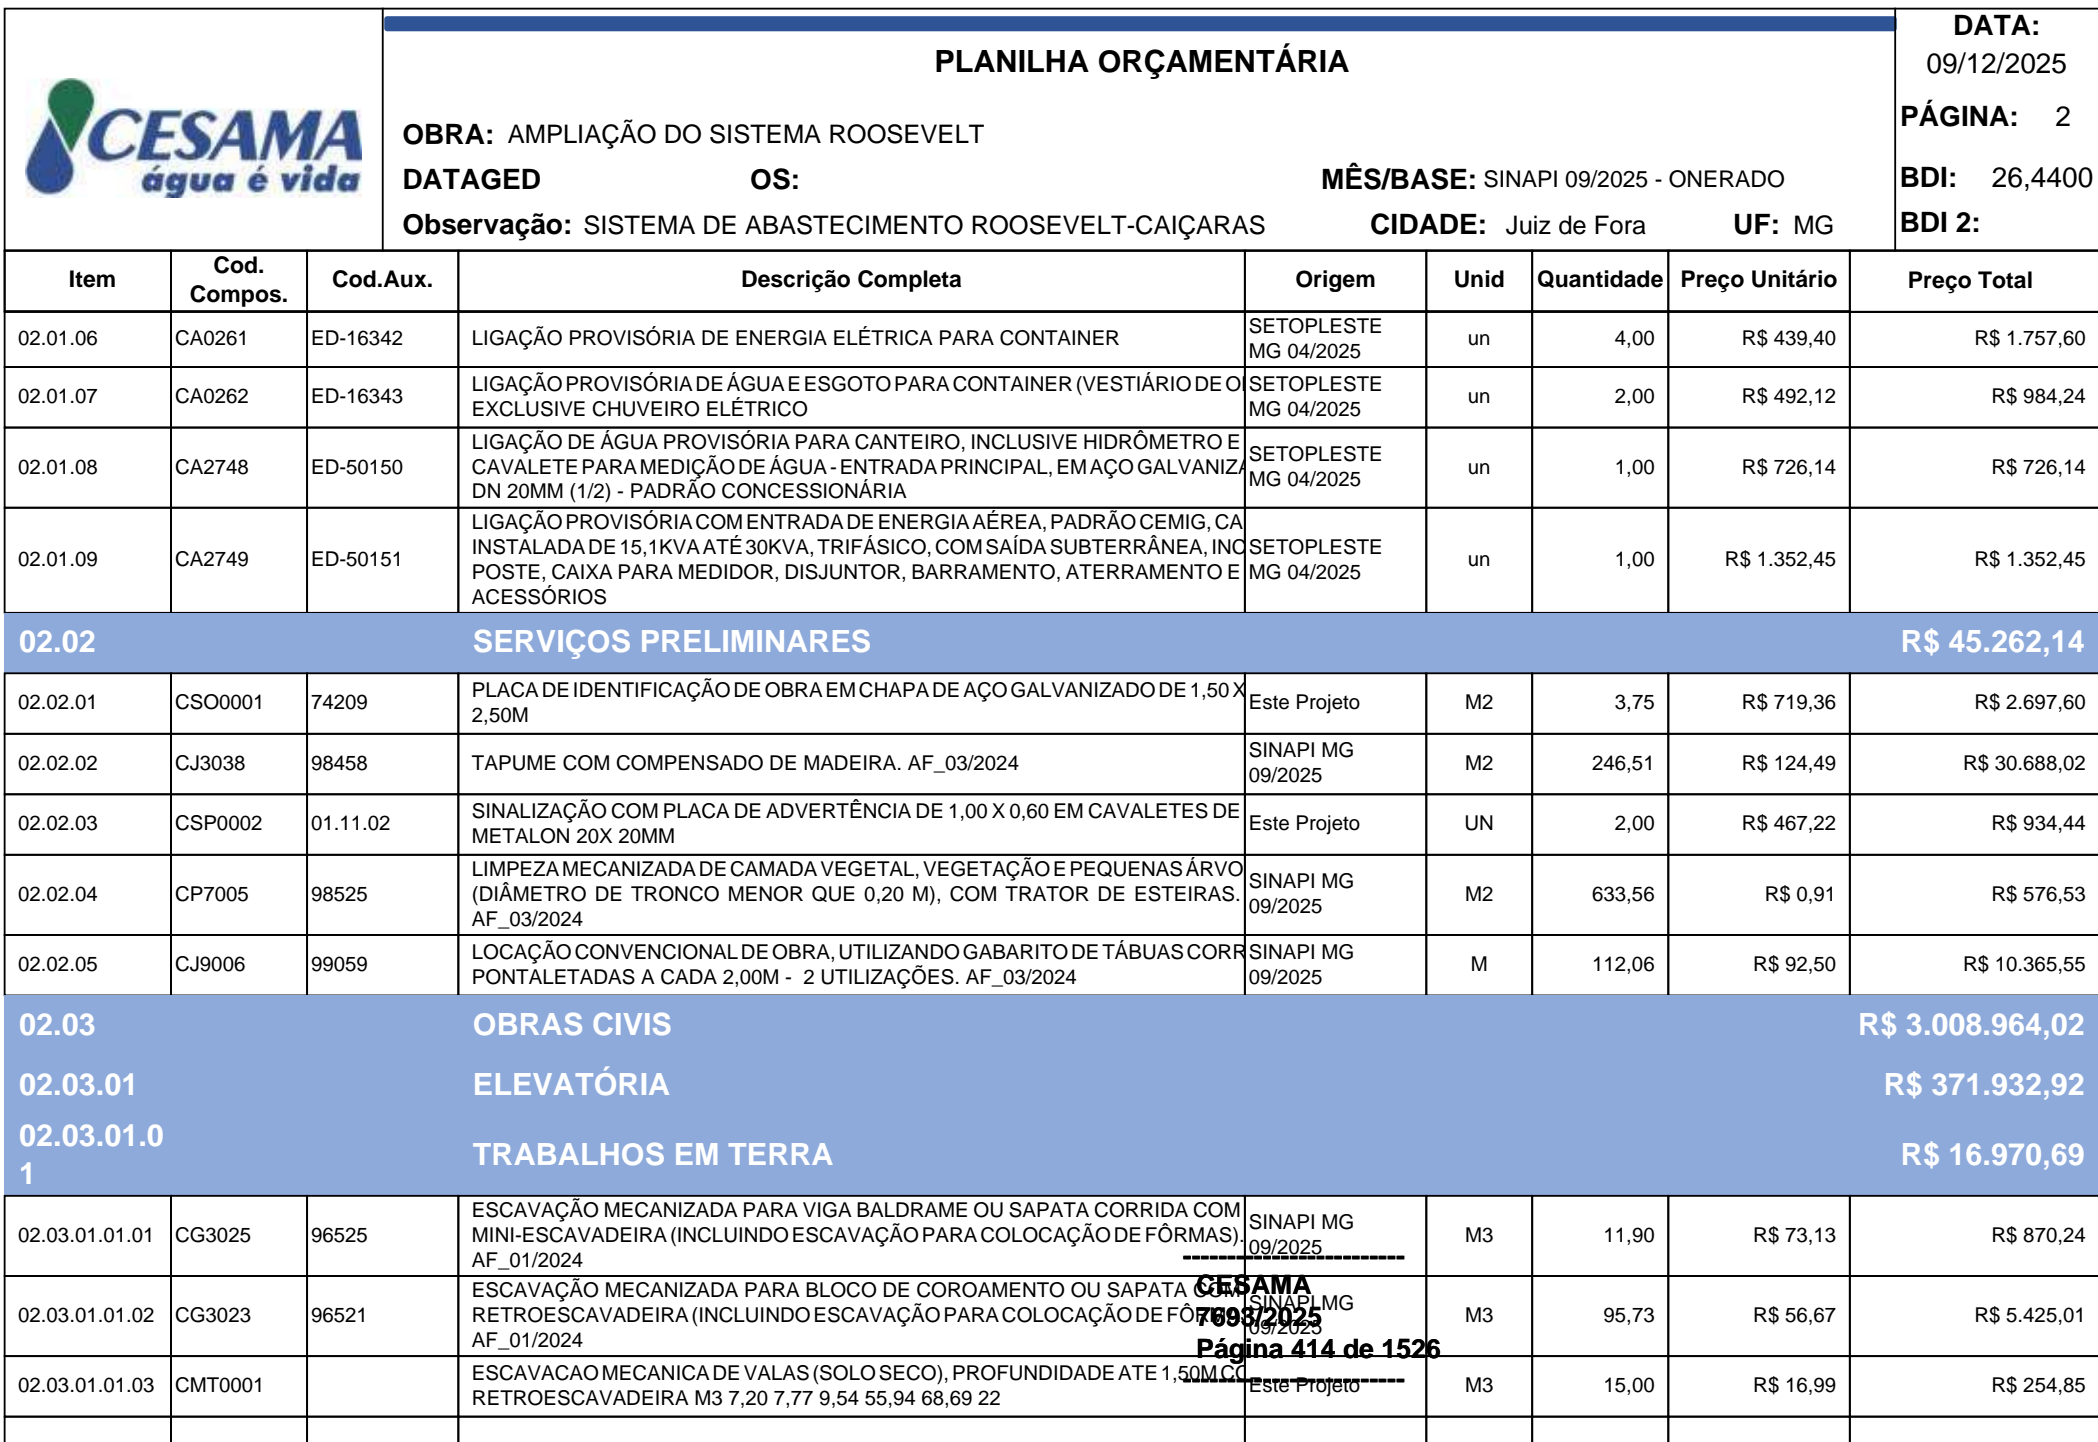 CESAMA
água é vida
PLANILHA ORÇAMENTÁRIA
OBRA: AMPLIAÇÃO DO SISTEMA ROOSEVELT
DATAGED OS: MÊS/BASE: SINAPI 09/2025 - ONERADO
Observação: SISTEMA DE ABASTECIMENTO ROOSEVELT-CAIÇARAS CIDADE: Juiz de Fora UF: MG
DATA:
09/12/2025
PÁGINA: 2
BDI: 26,4400
BDI 2:
Item Cod. Compos. Cod.Aux. Descrição Completa Origem Unid Quantidade Preço Unitário Preço Total
02.01.06 CA0261 ED-16342 LIGAÇÃO PROVISÓRIA DE ENERGIA ELÉTRICA PARA CONTAINER SETOPLESTE MG 04/2025 un 4,00 R$ 439,40 R$ 1.757,60
02.01.07 CA0262 ED-16343 LIGAÇÃO PROVISÓRIA DE ÁGUA E ESGOTO PARA CONTAINER (VESTIÁRIO DE
EXCLUSIVE CHUVEIRO ELÉTRICO SETOPLESTE MG 04/2025 un 2,00 R$ 492,12 R$ 984,24
02.01.08 CA2748 ED-50150 LIGAÇÃO DE ÁGUA PROVISÓRIA PARA CANTEIRO, INCLUSIVE HIDRÔMETRO E
CAVALETE PARA MEDIÇÃO DE ÁGUA - ENTRADA PRINCIPAL, EM AÇO GALVANIZ
DN 20MM (1/2) - PADRÃO CONCESSIONÁRIA SETOPLESTE MG 04/2025 un 1,00 R$ 726,14 R$ 726,14
02.01.09 CA2749 ED-50151 LIGAÇÃO PROVISÓRIA COM ENTRADA DE ENERGIA AÉREA, PADRÃO CEMIG, CA
INSTALADA DE 15,1KVA ATÉ 30KVA, TRIFÁSICO, COM SAÍDA SUBTERRÂNEA, INC
POSTE, CAIXA PARA MEDIDOR, DISJUNTOR, BARRAMENTO, ATERRAMENTO E
ACESSÓRIOS SETOPLESTE MG 04/2025 un 1,00 R$ 1.352,45 R$ 1.352,45
02.02 SERVIÇOS PRELIMINARES R$ 45.262,14
02.02.01 CSO0001 74209 PLACA DE IDENTIFICAÇÃO DE OBRA EM CHAPA DE AÇO GALVANIZADO DE 1,50 X
2,50M Este Projeto M2 3,75 R$ 719,36 R$ 2.697,60
02.02.02 CJ3038 98458 TAPUME COM COMPENSADO DE MADEIRA. AF_03/2024 SINAPI MG 09/2025 M2 246,51 R$ 124,49 R$ 30.688,02
02.02.03 CSP0002 01.11.02 SINALIZAÇÃO COM PLACA DE ADVERTÊNCIA DE 1,00 X 0,60 EM CAVALETES DE
METALON 20X 20MM Este Projeto UN 2,00 R$ 467,22 R$ 934,44
02.02.04 CP7005 98525 LIMPEZA MECANIZADA DE CAMADA VEGETAL, VEGETAÇÃO E PEQUENAS ÁRVO
(DIÂMETRO DE TRONCO MENOR QUE 0,20 M), COM TRATOR DE ESTEIRAS.
AF_03/2024 SINAPI MG 09/2025 M2 633,56 R$ 0,91 R$ 576,53
02.02.05 CJ9006 99059 LOCAÇÃO CONVENCIONAL DE OBRA, UTILIZANDO GABARITO DE TÁBUAS CORR
PONTALETADAS A CADA 2,00M - 2 UTILIZAÇÕES. AF_03/2024 SINAPI MG 09/2025 M 112,06 R$ 92,50 R$ 10.365,55
02.03 OBRAS CIVIS R$ 3.008.964,02
02.03.01 ELEVATÓRIA R$ 371.932,92
02.03.01.01 TRABALHOS EM TERRA R$ 16.970,69
02.03.01.01.01 CG3025 96525 ESCAVAÇÃO MECANIZADA PARA VIGA BALDRAME OU SAPATA CORRIDA COM
MINI-ESCAVADEIRA (INCLUINDO ESCAVAÇÃO PARA COLOCAÇÃO DE FÔRMAS).
AF_01/2024 SINAPI MG 09/2025 M3 11,90 R$ 73,13 R$ 870,24
02.03.01.01.02 CG3023 96521 ESCAVAÇÃO MECANIZADA PARA BLOCO DE COROAMENTO OU SAPATA COM
RETROESCAVADEIRA (INCLUINDO ESCAVAÇÃO PARA COLOCAÇÃO DE
AF_01/2024 SINAPI MG 09/2025 M3 95,73 R$ 56,67 R$ 5.425,01
02.03.01.01.03 CMT0001 ESCAVACAO MECANICA DE VALAS (SOLO SECO), PROFUNDIDADE ATE 1,50M
RETROESCAVADEIRA M3 7,20 7,77 9,54 55,94 68,69 22 Este Projeto M3 15,00 R$ 16,99 R$ 254,85
CESAMA
7693/2025
Página 414 de 1526